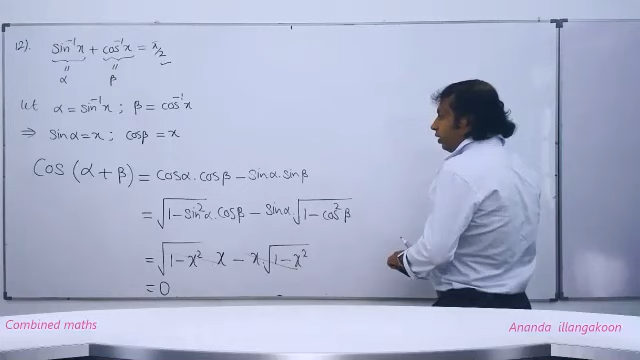 12). sin⁻¹x + cos⁻¹x = π/2
" "
α β
let α = sin⁻¹x ; β = cos⁻¹x
⇒ sinα = x ; cosβ = x
Cos (α + β) = cosα . cosβ − sinα . sinβ
= √(1−sin²α) . cosβ − sinα √(1−cos²β)
= √(1−x²) x − x √(1−x²)
= 0
Combined maths
Ananda illangakoon